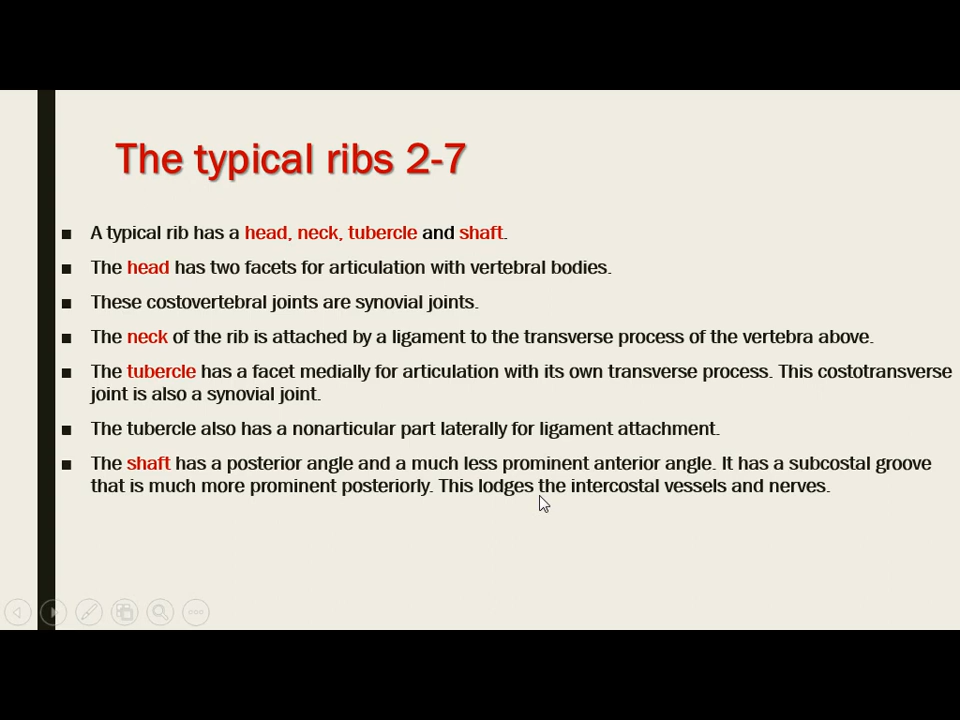 The typical ribs 2-7
■ A typical rib has a head, neck, tubercle and shaft.
■ The head has two facets for articulation with vertebral bodies.
■ These costovertebral joints are synovial joints.
■ The neck of the rib is attached by a ligament to the transverse process of the vertebra above.
■ The tubercle has a facet medially for articulation with its own transverse process. This costotransverse
joint is also a synovial joint.
■ The tubercle also has a nonarticular part laterally for ligament attachment.
■ The shaft has a posterior angle and a much less prominent anterior angle. It has a subcostal groove
that is much more prominent posteriorly. This lodges the intercostal vessels and nerves.